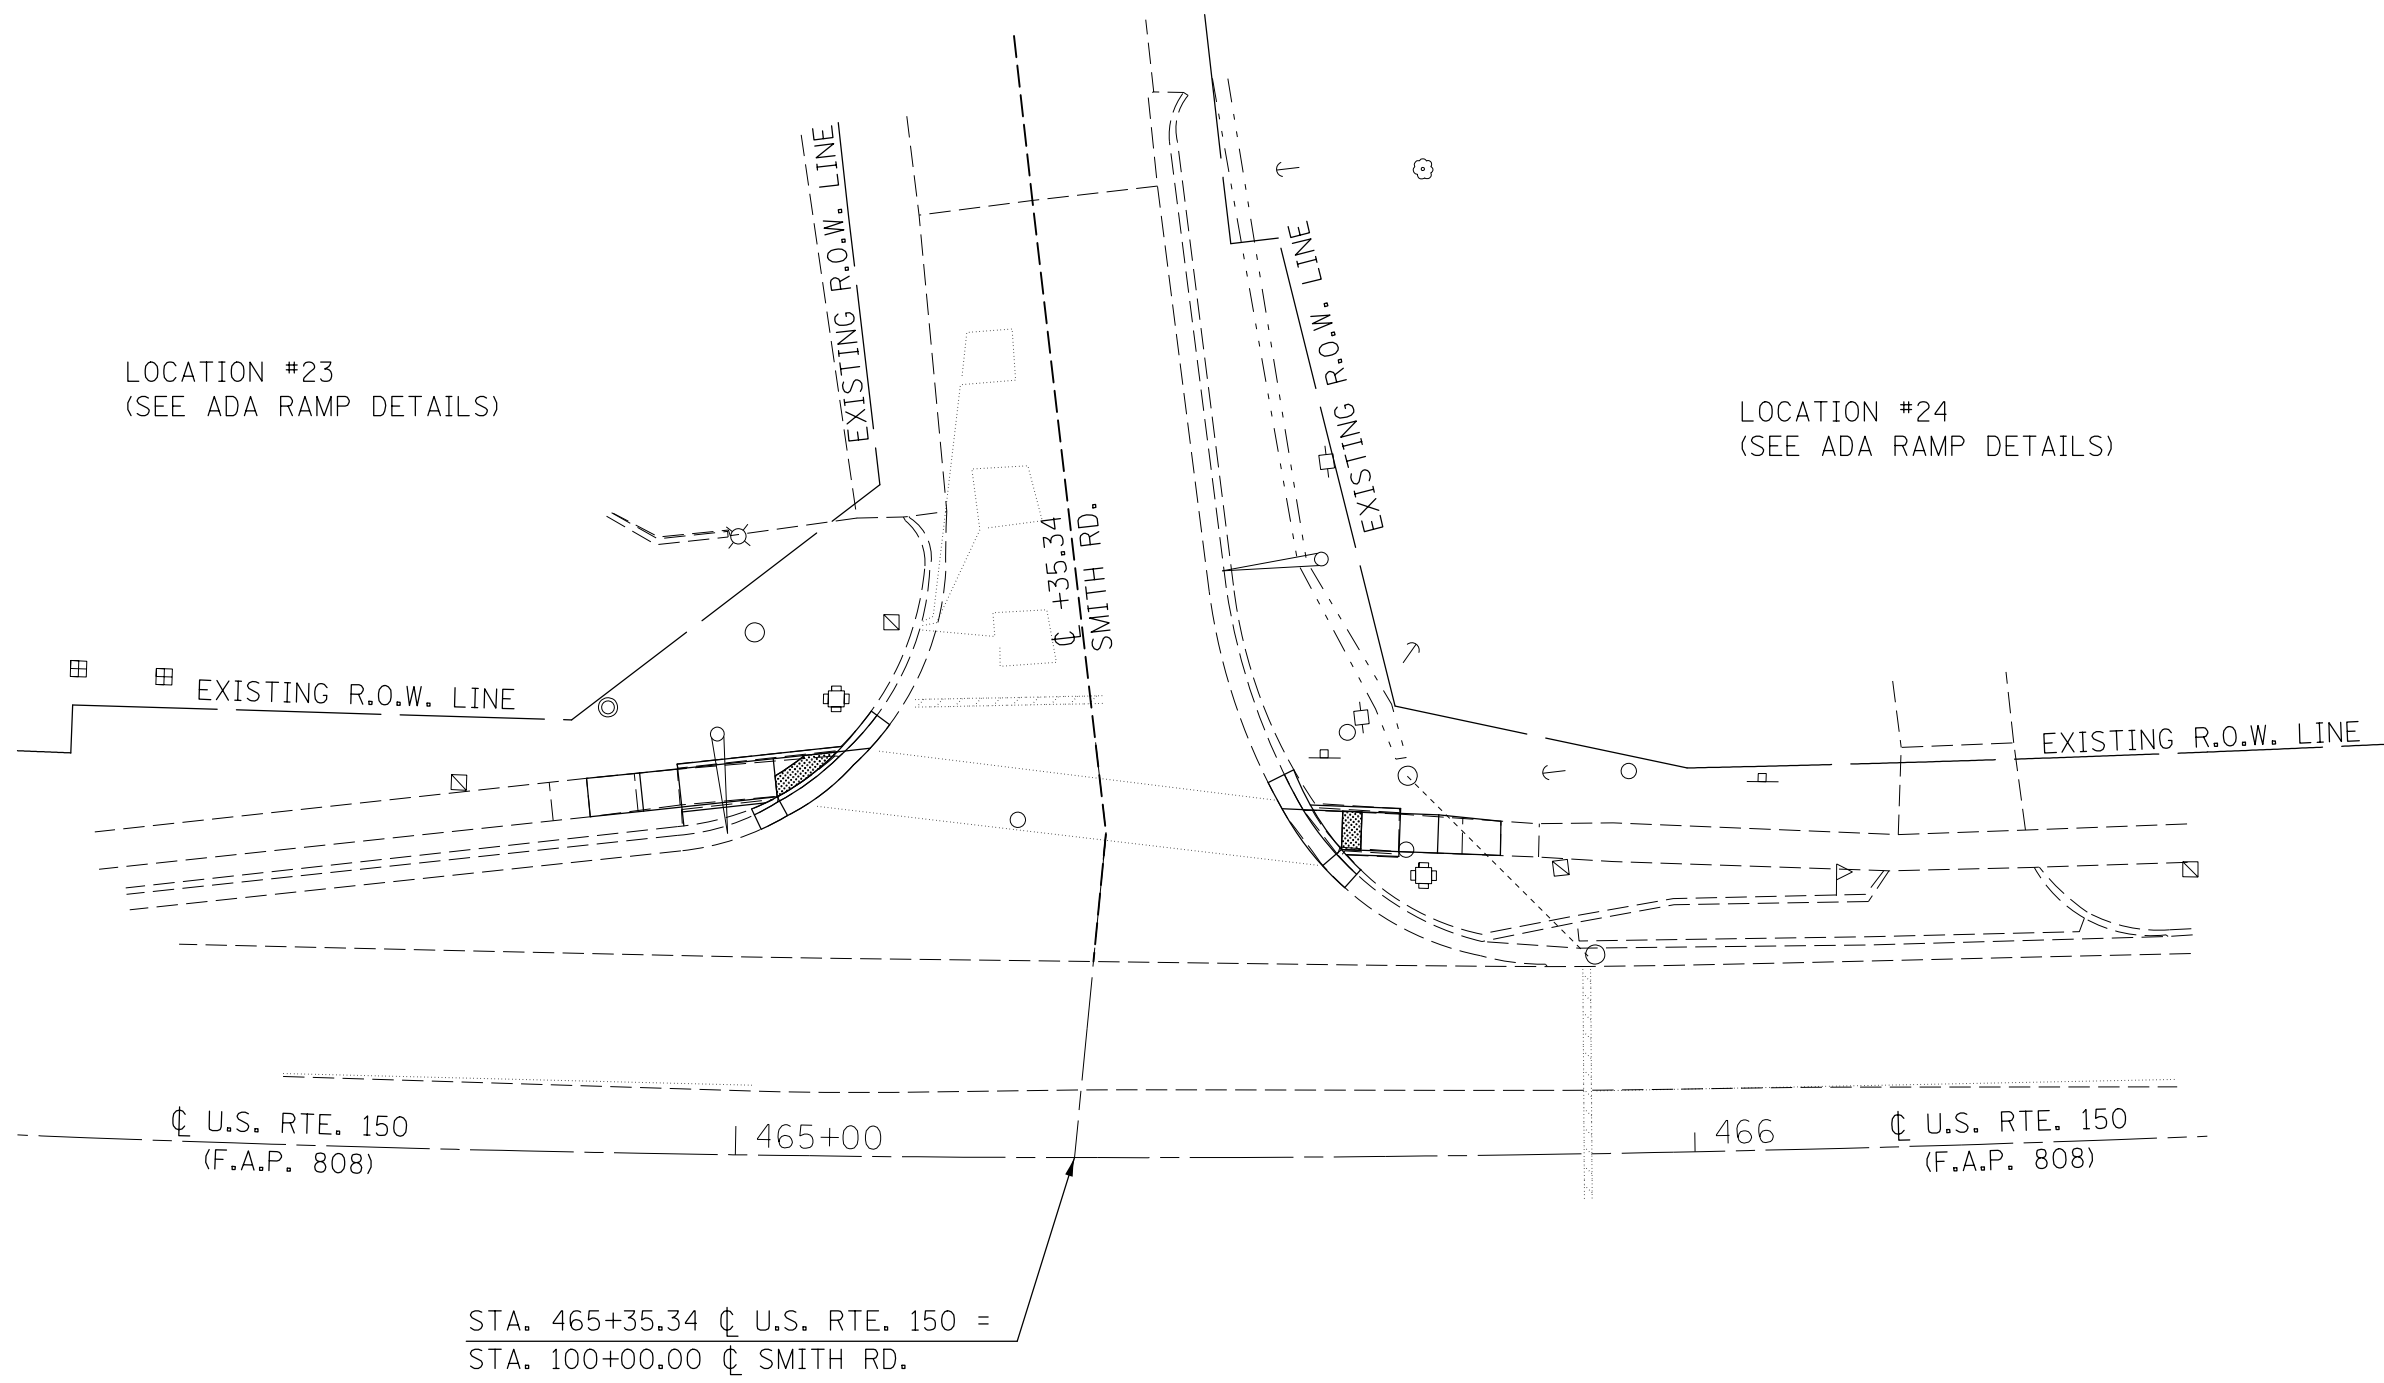 EXISTING R.O.W. LINE
EXISTING R.O.W. LINE
LOCATION #23
(SEE ADA RAMP DETAILS)
LOCATION #24
(SEE ADA RAMP DETAILS)
℄ +35.34
SMITH RD.
EXISTING R.O.W. LINE
EXISTING R.O.W. LINE
℄ U.S. RTE. 150
(F.A.P. 808)
465+00
466
℄ U.S. RTE. 150
(F.A.P. 808)
STA. 465+35.34 ℄ U.S. RTE. 150 =
STA. 100+00.00 ℄ SMITH RD.